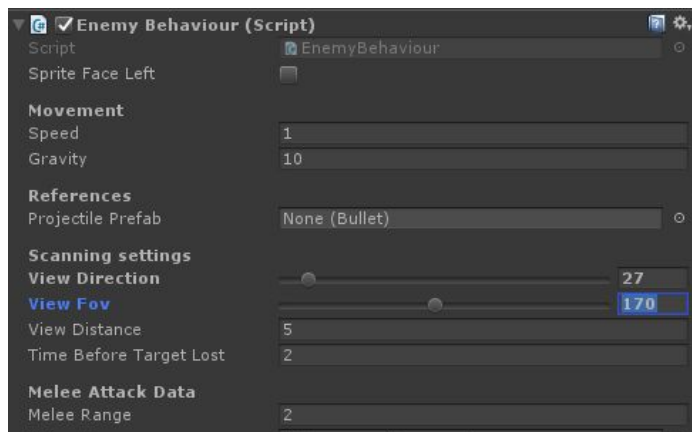 Enemy Behaviour (Script)
Script EnemyBehaviour
Sprite Face Left
Movement
Speed 1
Gravity 10
References
Projectile Prefab None (Bullet)
Scanning settings
View Direction 27
View Fov 170
View Distance 5
Time Before Target Lost 2
Melee Attack Data
Melee Range 2